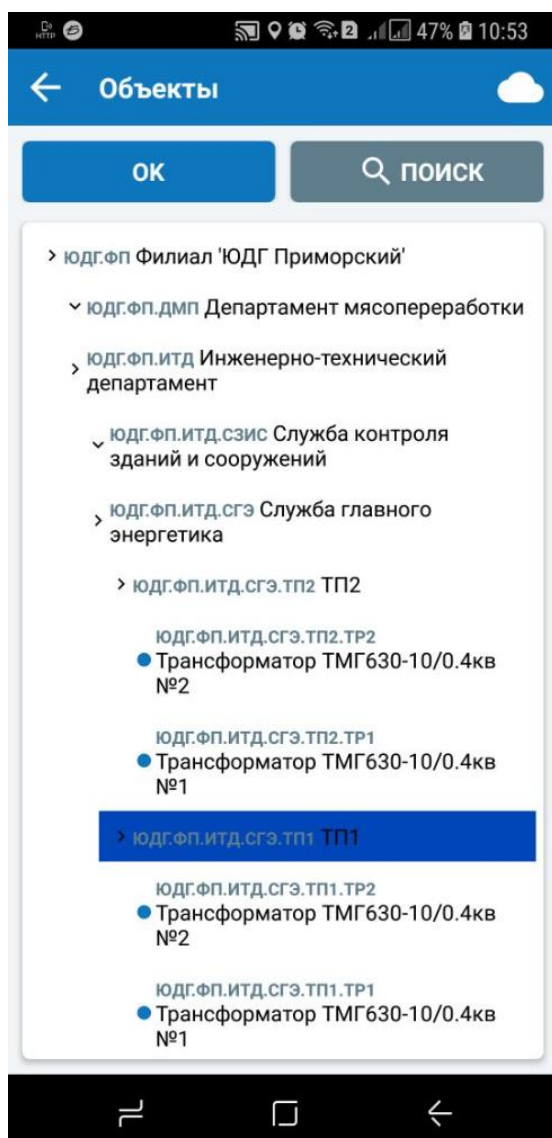 HTTP 2 47% 10:53
Объекты
ОК ПОИСК
ЮДГ.ФП Филиал 'ЮДГ Приморский'
ЮДГ.ФП.ДМП Департамент мясопереработки
ЮДГ.ФП.ИТД Инженерно-технический
департамент
ЮДГ.ФП.ИТД.СЗИС Служба контроля
зданий и сооружений
ЮДГ.ФП.ИТД.СГЭ Служба главного
энергетика
ЮДГ.ФП.ИТД.СГЭ.ТП2 ТП2
ЮДГ.ФП.ИТД.СГЭ.ТП2.ТР2
Трансформатор ТМГ630-10/0.4кв
№2
ЮДГ.ФП.ИТД.СГЭ.ТП2.ТР1
Трансформатор ТМГ630-10/0.4кв
№1
ЮДГ.ФП.ИТД.СГЭ.ТП1 ТП1
ЮДГ.ФП.ИТД.СГЭ.ТП1.ТР2
Трансформатор ТМГ630-10/0.4кв
№2
ЮДГ.ФП.ИТД.СГЭ.ТП1.ТР1
Трансформатор ТМГ630-10/0.4кв
№1